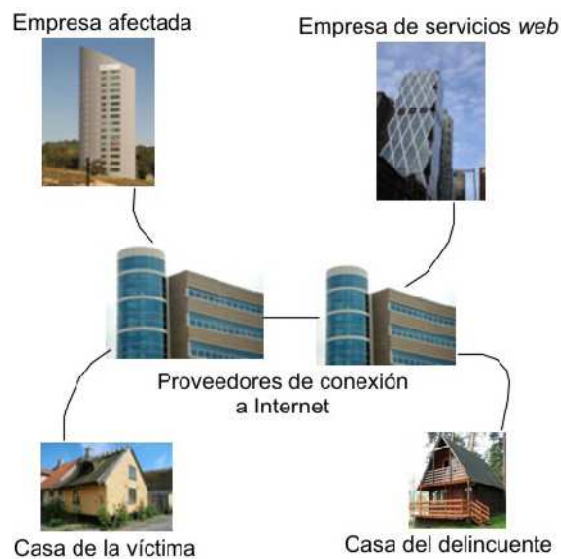 Empresa afectada
Empresa de servicios web
Proveedores de conexión
a Internet
Casa de la víctima
Casa del delincuente